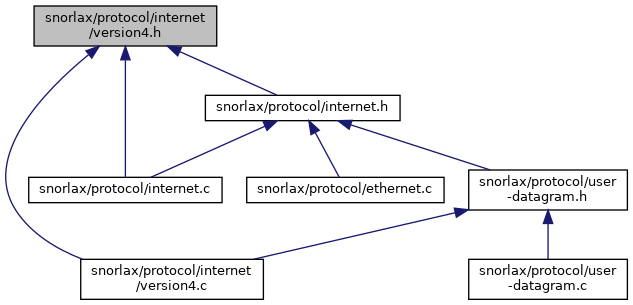 snorlax/protocol/internet
/version4.h
snorlax/protocol/internet.h
snorlax/protocol/internet.c
snorlax/protocol/ethernet.c
snorlax/protocol/user
-datagram.h
snorlax/protocol/internet
/version4.c
snorlax/protocol/user
-datagram.c